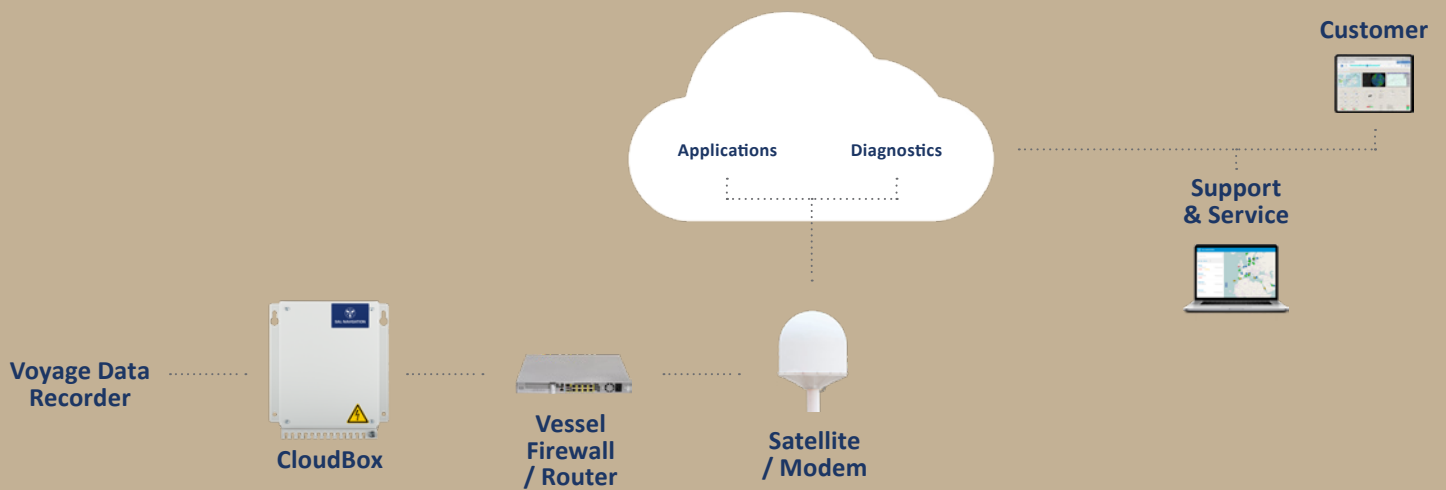 Customer
Applications
Diagnostics
Support
& Service
Voyage Data
Recorder
CloudBox
Vessel
Firewall
/ Router
Satellite
/ Modem